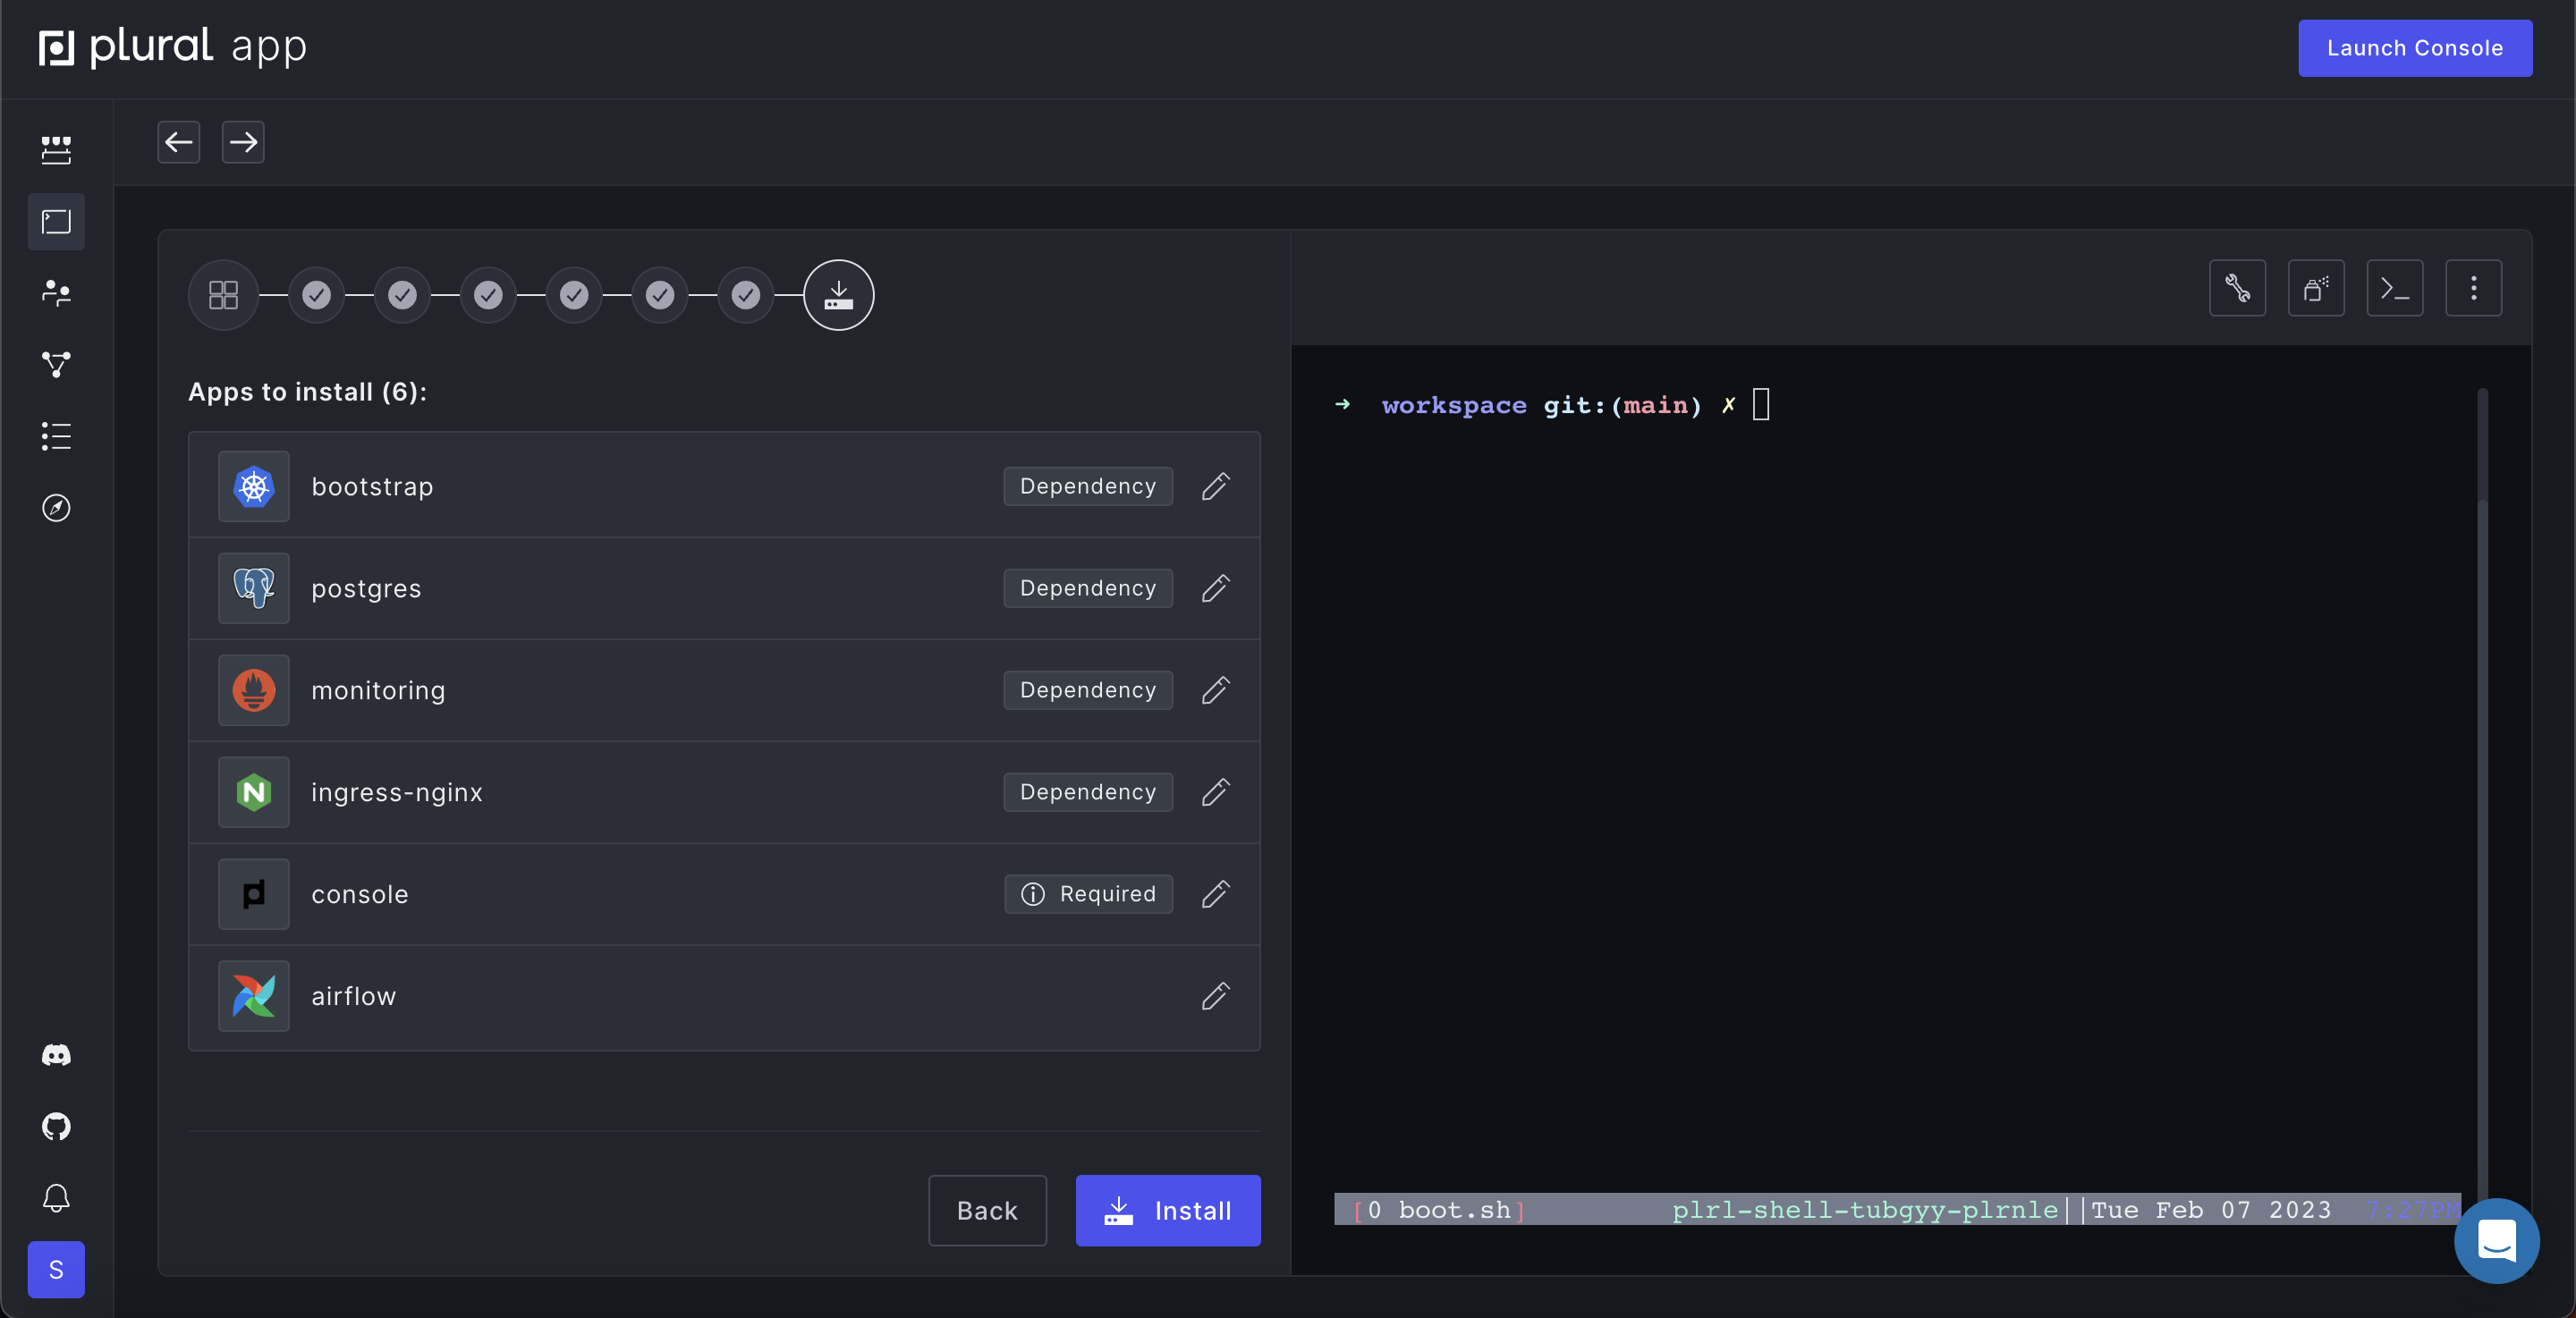 plural app
Launch Console
Apps to install (6):
bootstrap
Dependency
postgres
Dependency
monitoring
Dependency
ingress-nginx
Dependency
console
Required
airflow
Back
Install
S
➜ workspace git:(main) ✗
[0 boot.sh] plrl-shell-tubgyy-plrnle||Tue Feb 07 2023 7:27PM